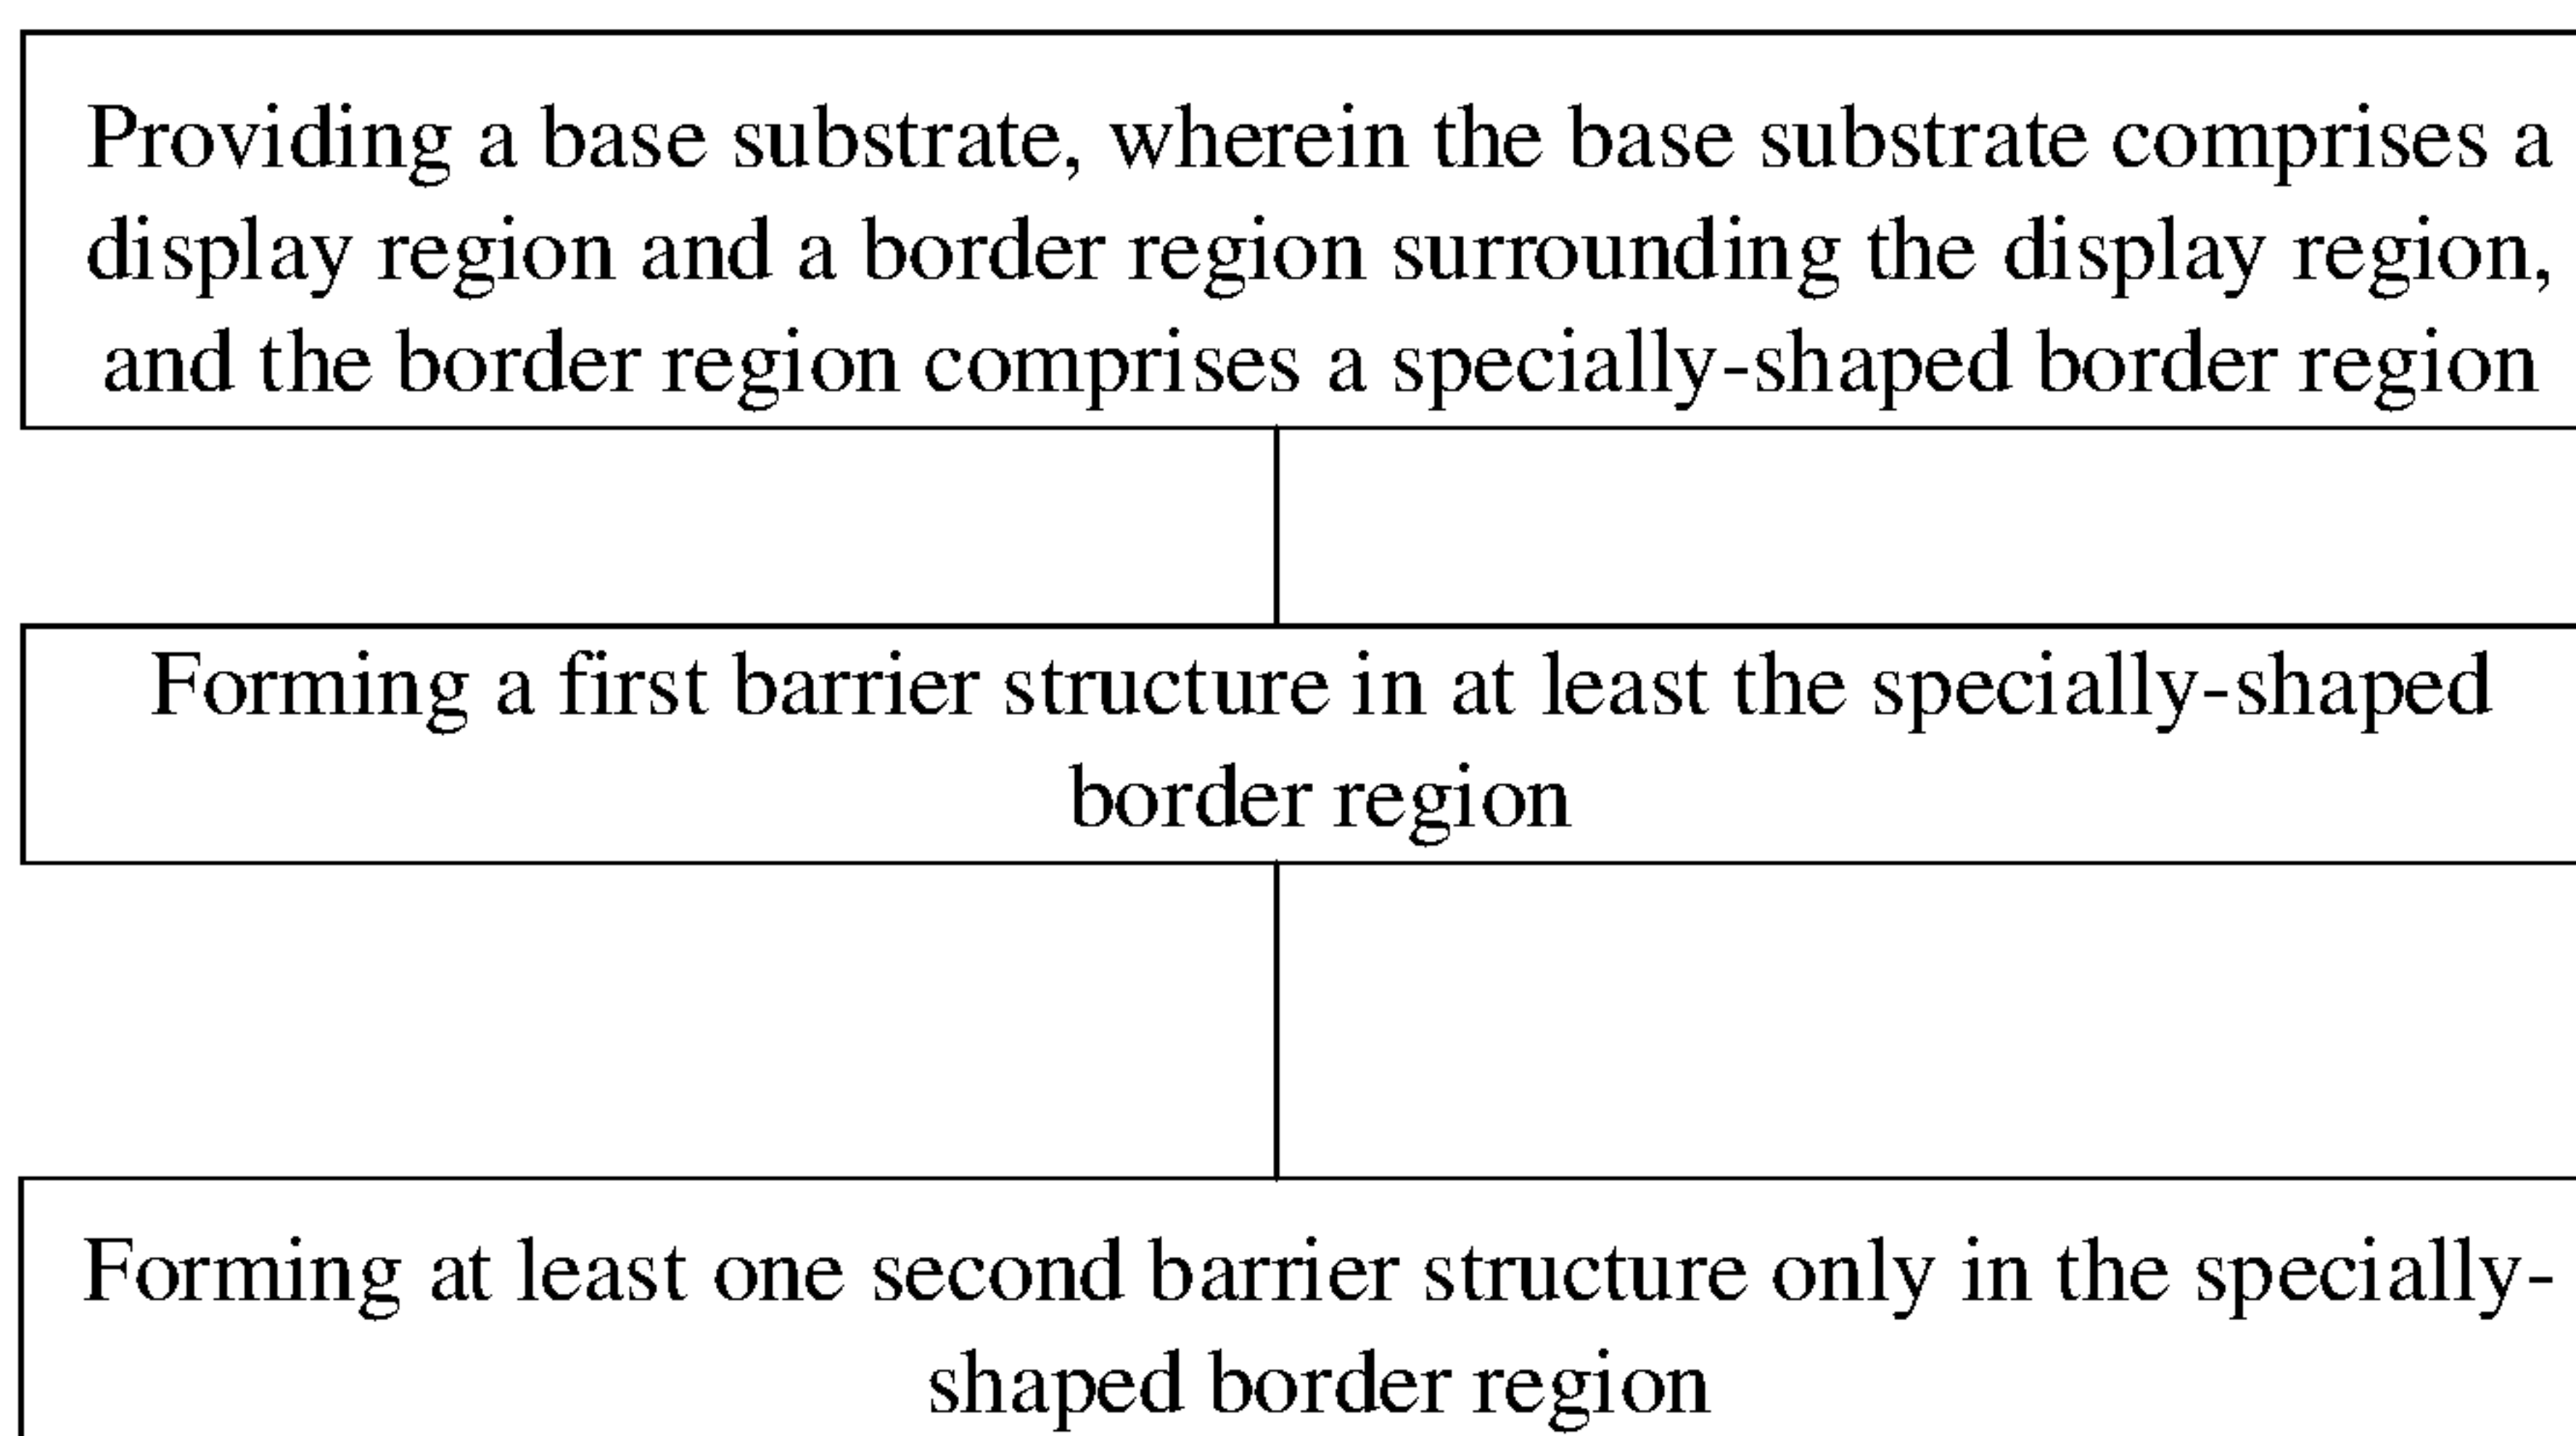 Providing a base substrate, wherein the base substrate comprises a
display region and a border region surrounding the display region,
and the border region comprises a specially-shaped border region
Forming a first barrier structure in at least the specially-shaped
border region
Forming at least one second barrier structure only in the specially-
shaped border region